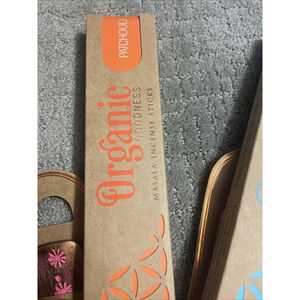 PATCHOULI
Organic
GOODNESS
MASALA INCENSE STICKS